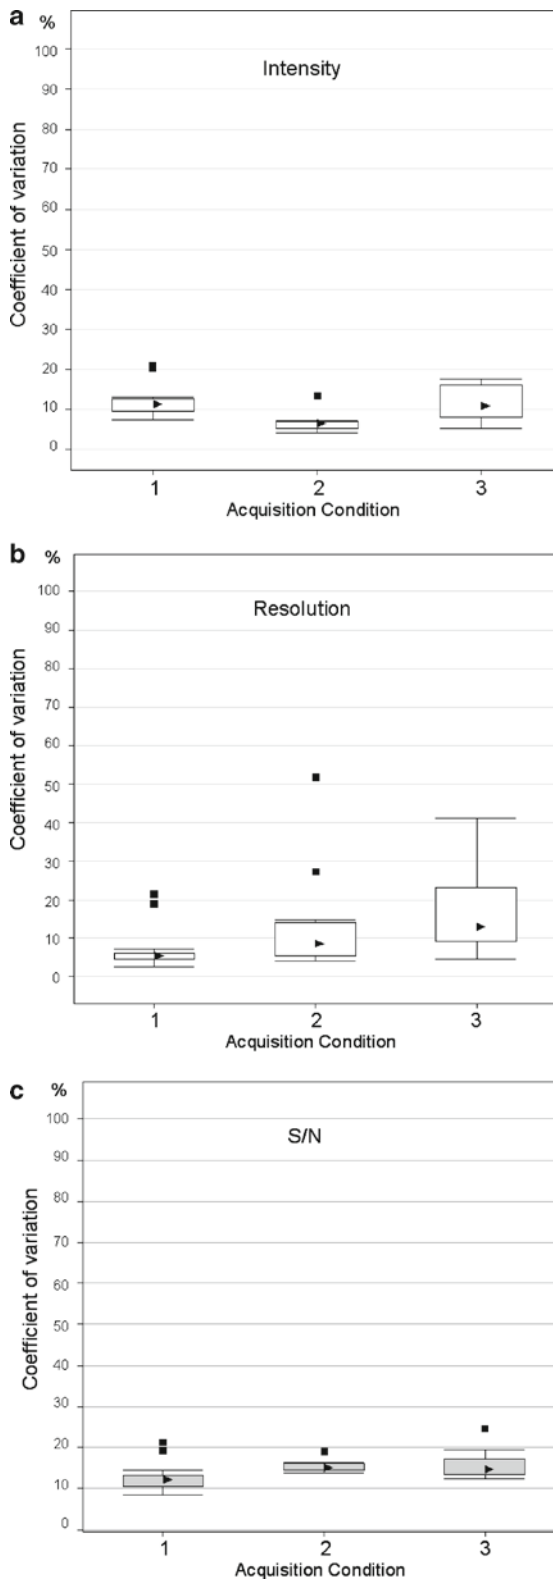 a %
100
Intensity
90
80
70
60
50
40
30
20
10
0
Coefficient of variation
1 2 3
Acquisition Condition
b %
100
Resolution
90
80
70
60
50
40
30
20
10
0
Coefficient of variation
1 2 3
Acquisition Condition
c %
100
S/N
90
80
70
60
50
40
30
20
10
0
Coefficient of variation
1 2 3
Acquisition Condition